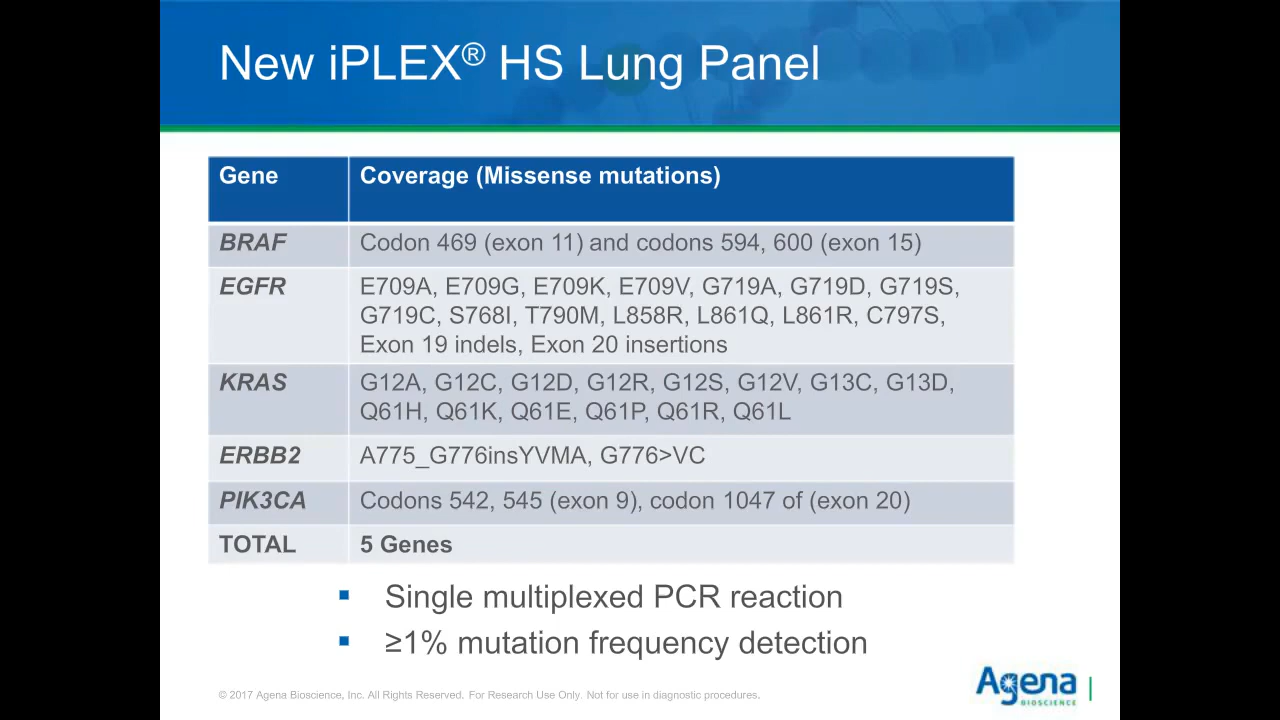 New iPLEX® HS Lung Panel
Gene
Coverage (Missense mutations)
BRAF
Codon 469 (exon 11) and codons 594, 600 (exon 15)
EGFR
E709A, E709G, E709K, E709V, G719A, G719D, G719S,
G719C, S768I, T790M, L858R, L861Q, L861R, C797S,
Exon 19 indels, Exon 20 insertions
KRAS
G12A, G12C, G12D, G12R, G12S, G12V, G13C, G13D,
Q61H, Q61K, Q61E, Q61P, Q61R, Q61L
ERBB2
A775_G776insYVMA, G776>VC
PIK3CA
Codons 542, 545 (exon 9), codon 1047 of (exon 20)
TOTAL
5 Genes
▪ Single multiplexed PCR reaction
▪ ≥1% mutation frequency detection
© 2017 Agena Bioscience, Inc. All Rights Reserved. For Research Use Only. Not for use in diagnostic procedures.
Agena
BIOSCIENCE